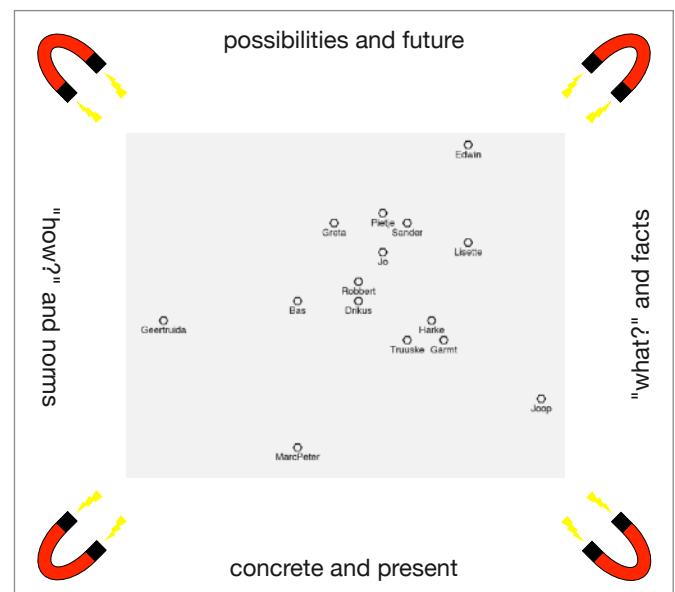 possibilities and future
Edwin
Pietje
Greta
Sander
Lisette
Jo
Robbert
Bas
Drikus
Geertruida
Harke
Truuske
Garmt
Joop
MarcPeter
"how?" and norms
"what?" and facts
concrete and present